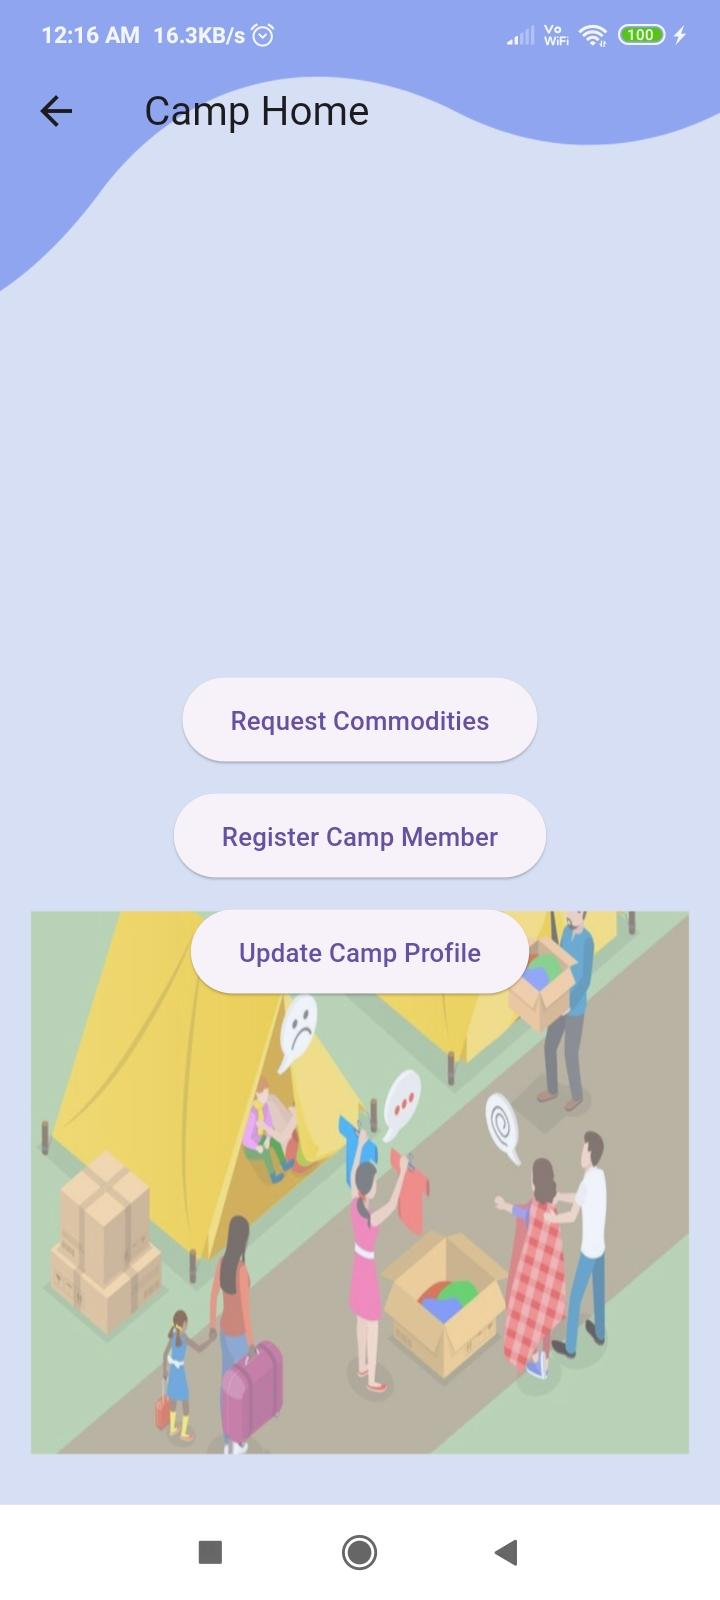 12:16 AM 16.3KB/s Vo WiFi 100
Camp Home
Request Commodities
Register Camp Member
Update Camp Profile